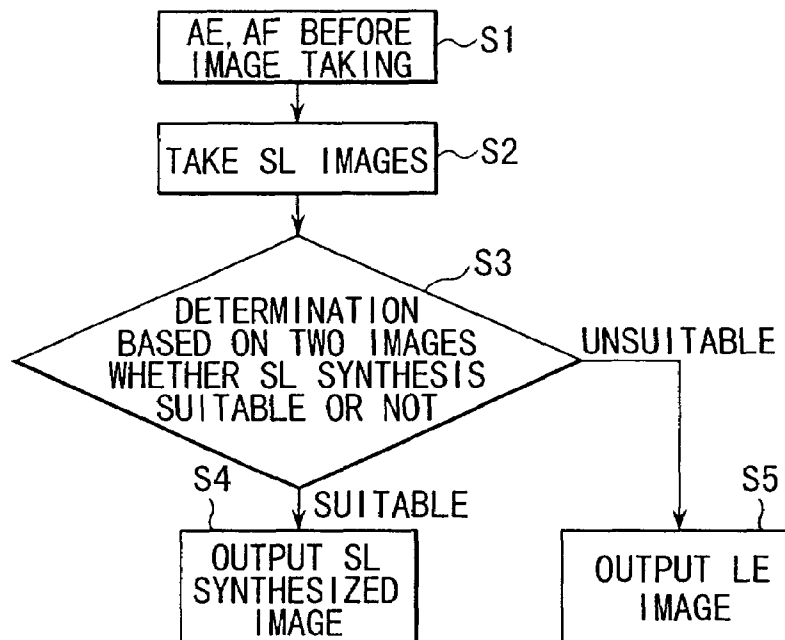 AE, AF BEFORE
IMAGE TAKING
S1
TAKE SL IMAGES
S2
S3
DETERMINATION
BASED ON TWO IMAGES
WHETHER SL SYNTHESIS
SUITABLE OR NOT
UNSUITABLE
S4
SUITABLE
S5
OUTPUT SL
SYNTHESIZED
IMAGE
OUTPUT LE
IMAGE